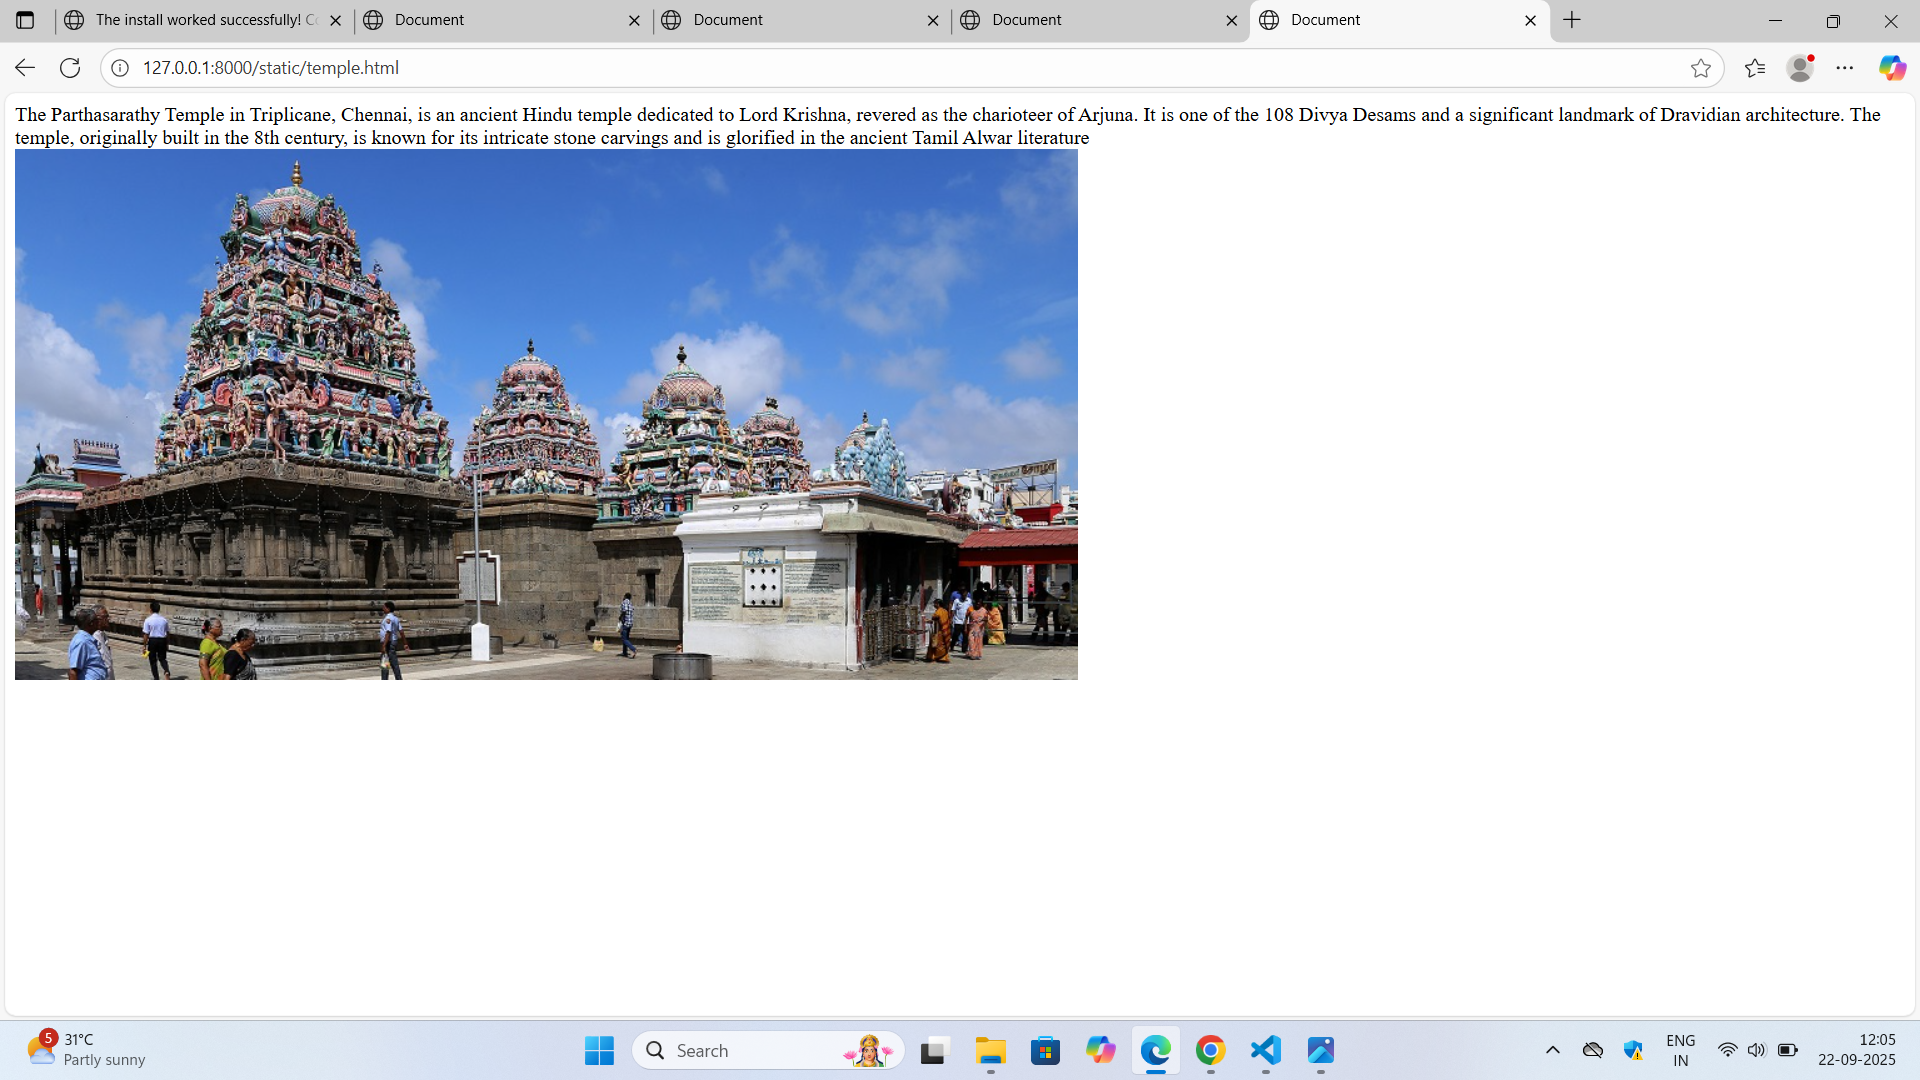 The install worked successfully! Co
Document
Document
Document
Document
127.0.0.1:8000/static/temple.html
The Parthasarathy Temple in Triplicane, Chennai, is an ancient Hindu temple dedicated to Lord Krishna, revered as the charioteer of Arjuna. It is one of the 108 Divya Desams and a significant landmark of Dravidian architecture. The
temple, originally built in the 8th century, is known for its intricate stone carvings and is glorified in the ancient Tamil Alwar literature
5
31°C
Partly sunny
Search
ENG
IN
12:05
22-09-2025